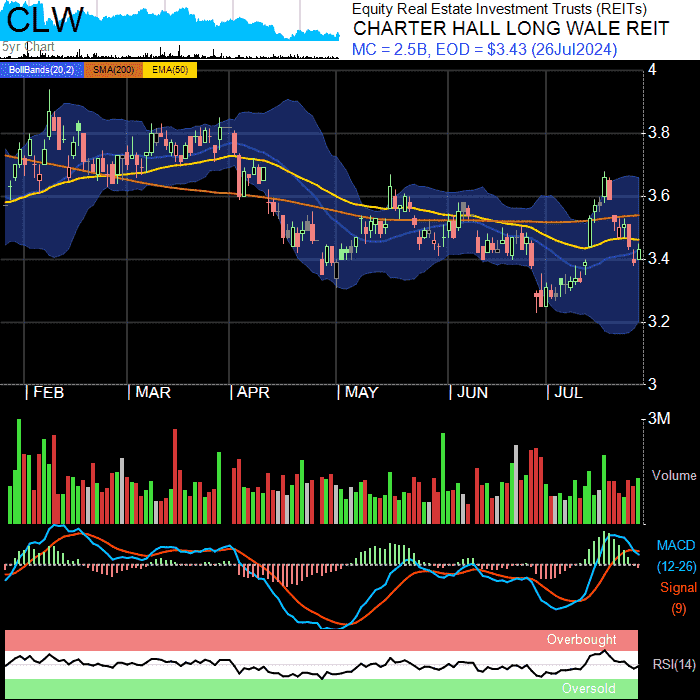 CLW
5yr Chart
Equity Real Estate Investment Trusts (REITs)
CHARTER HALL LONG WALE REIT
MC = 2.5B, EOD = $3.43 (26Jul2024)
BollBands(20,2) SMA(200) EMA(50)
4
3.8
3.6
3.4
3.2
3
FEB MAR APR MAY JUN JUL
3M
Volume
MACD
(12-26)
Signal
(9)
Overbought
RSI(14)
Oversold